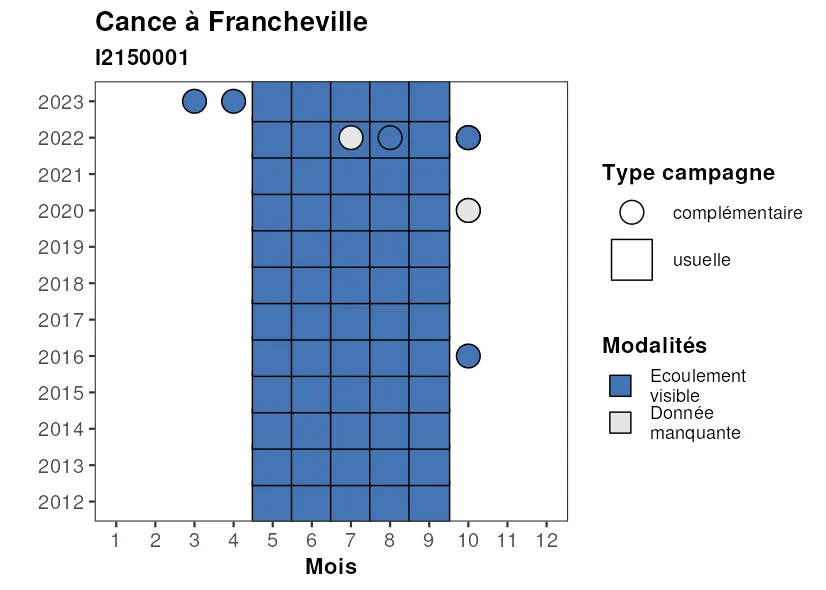 Cance à Francheville
I2150001
2023
2022
2021
2020
2019
2018
2017
2016
2015
2014
2013
2012
1 2 3 4 5 6 7 8 9 10 11 12
Mois
Type campagne
complémentaire
usuelle
Modalités
Ecoulement
visible
Donnée
manquante